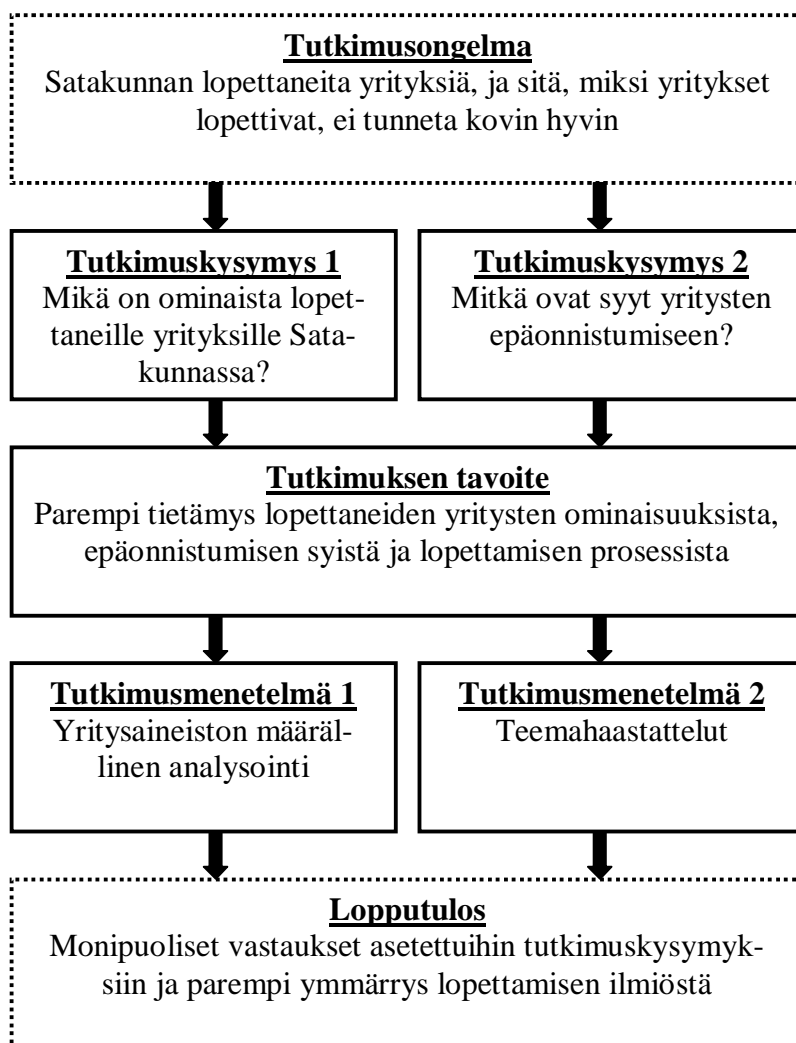 Tutkimusongelma
Satakunnan lopettaneita yrityksiä, ja sitä, miksi yritykset
lopettivat, ei tunneta kovin hyvin
Tutkimuskysymys 1
Mikä on ominaista lopet-
taneille yrityksille Sata-
kunnassa?
Tutkimuskysymys 2
Mitkä ovat syyt yritysten
epäonnistumiseen?
Tutkimuksen tavoite
Parempi tietämys lopettaneiden yritysten ominaisuuksista,
epäonnistumisen syistä ja lopettamisen prosessista
Tutkimusmenetelmä 1
Yritysaineiston määräl-
linen analysointi
Tutkimusmenetelmä 2
Teemahaastattelut
Lopputulos
Monipuoliset vastaukset asetettuihin tutkimuskysymyk-
siin ja parempi ymmärrys lopettamisen ilmiöstä